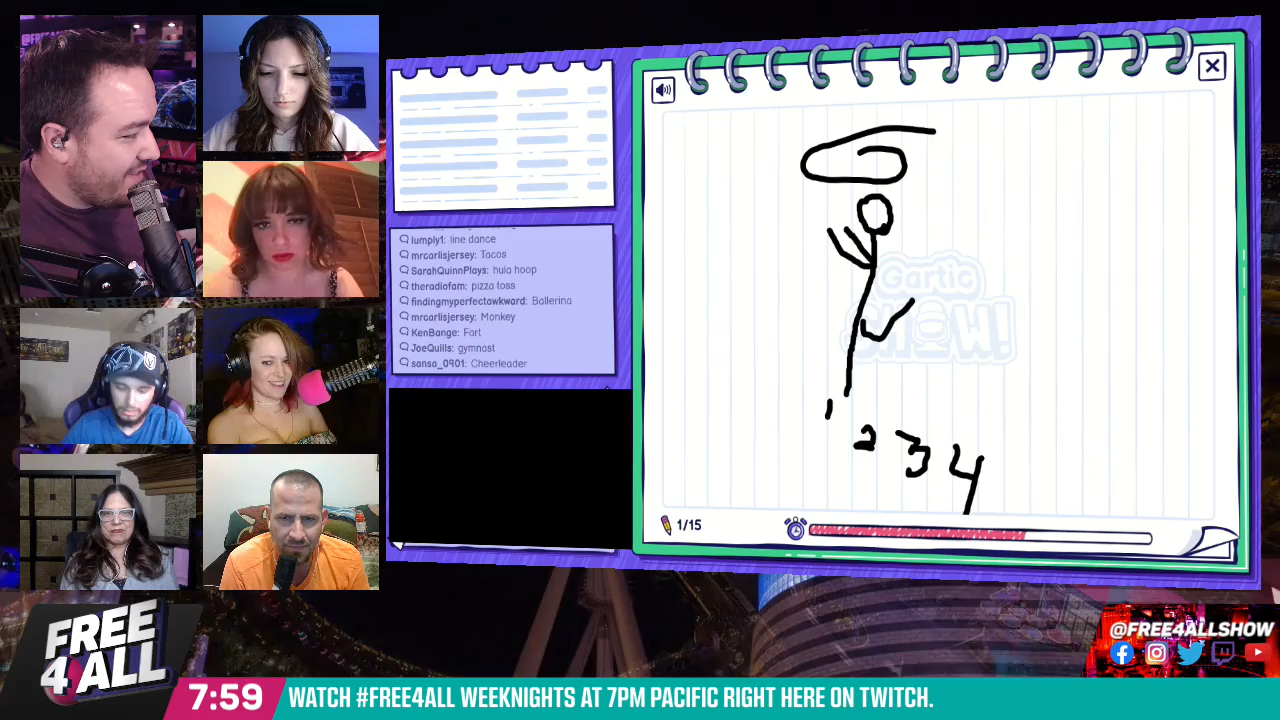 lumply1: line dance
mrcarlisjersey: Tacos
SarahQuinnPlays: hula hoop
theradiofam: pizza toss
findingmyperfectawkward: Ballerina
mrcarlisjersey: Monkey
KenBange: Fart
JoeQuills: gymnast
sansa_0901: Cheerleader
Gartic
SHOW!
1 2 3 4
1/15
FREE
4 ALL
@FREE4ALLSHOW
7:59
WATCH #FREE4ALL WEEKNIGHTS AT 7PM PACIFIC RIGHT HERE ON TWITCH.